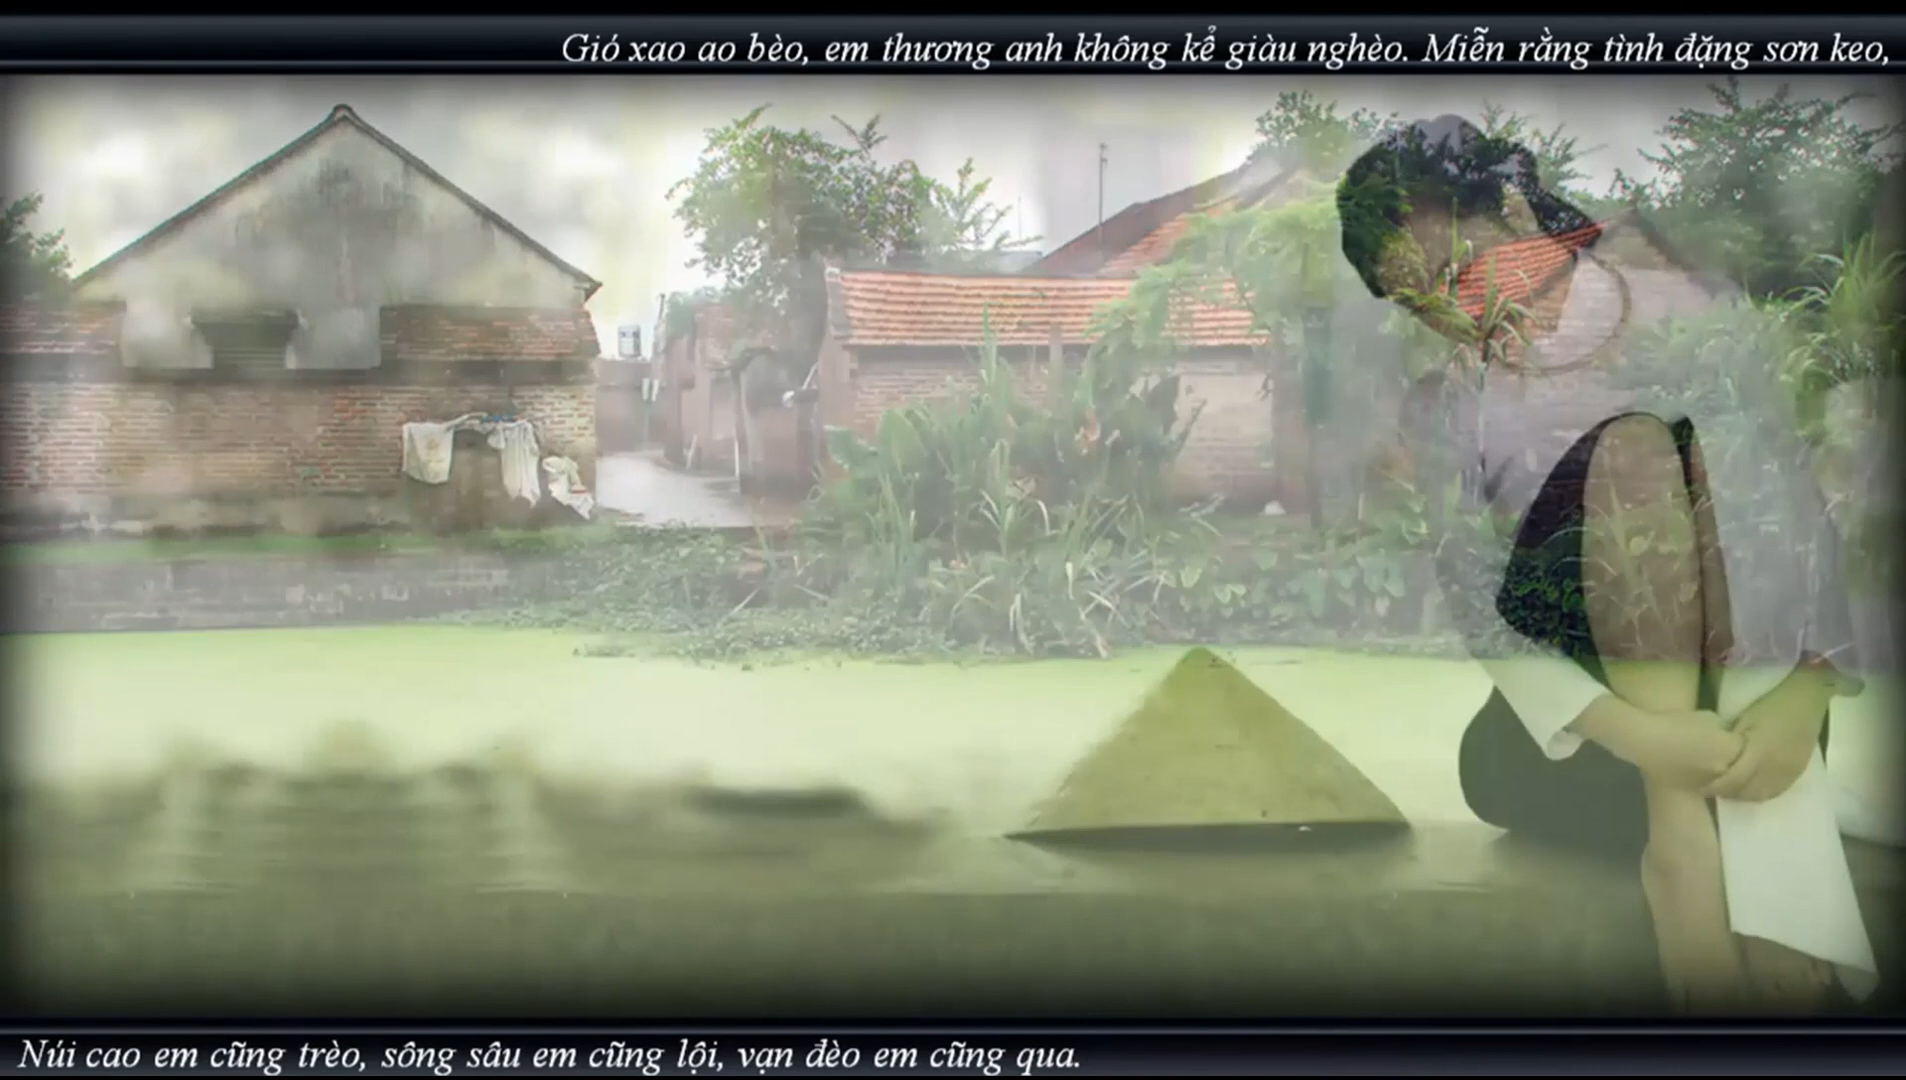 Gió xao ao bèo, em thương anh không kể giàu nghèo. Miễn rằng tình đặng sơn keo,
Núi cao em cũng trèo, sông sâu em cũng lội, vạn đèo em cũng qua.